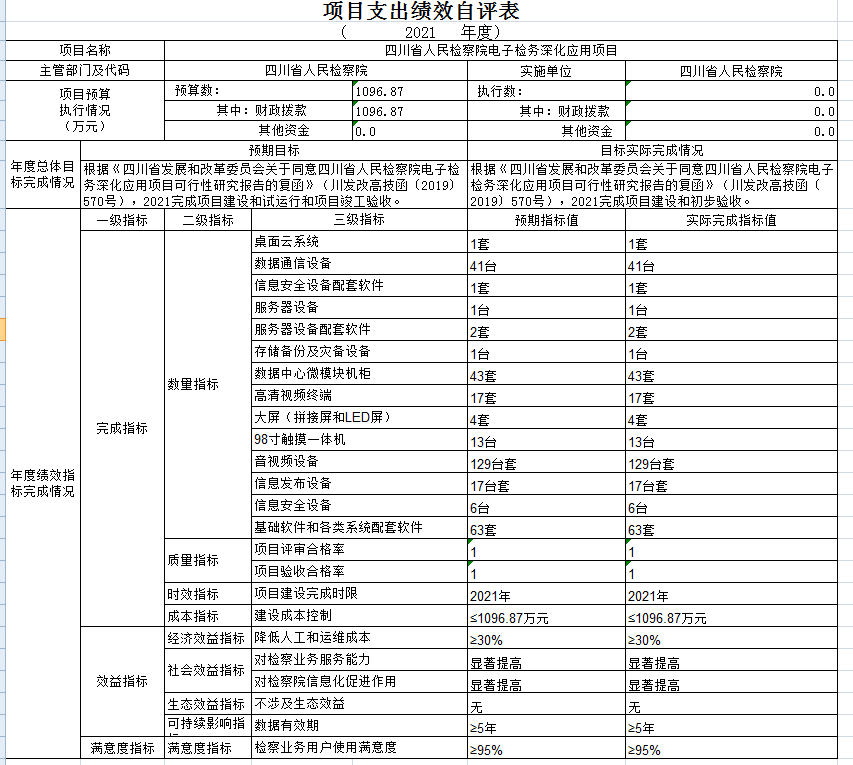 项目支出绩效自评表
（ 2021 年度）
项目名称 四川省人民检察院电子检务深化应用项目
主管部门及代码 四川省人民检察院 实施单位 四川省人民检察院
项目预算
执行情况
（万元）
预算数： 1096.87 执行数： 0.0
其中：财政拨款 1096.87 其中：财政拨款 0.0
其他资金 0.0 其他资金 0.0
年度总体目
标完成情况
预期目标 目标实际完成情况
根据《四川省发展和改革委员会关于同意四川省人民检察院电子检
务深化应用项目可行性研究报告的复函》（川发改高技函〔2019〕
570号），2021完成项目建设和试运行和项目竣工验收。
根据《四川省发展和改革委员会关于同意四川省人民检察院电子
检务深化应用项目可行性研究报告的复函》（川发改高技函〔
2019〕570号），2021完成项目建设和初步验收。
年度绩效指
标完成情况
一级指标 二级指标 三级指标 预期指标值 实际完成指标值
完成指标
数量指标
桌面云系统 1套 1套
数据通信设备 41台 41台
信息安全设备配套软件 1套 1套
服务器设备 1台 1台
服务器设备配套软件 2套 2套
存储备份及灾备设备 1台 1台
数据中心微模块机柜 43套 43套
高清视频终端 17套 17套
大屏（拼接屏和LED屏） 4套 4套
98寸触摸一体机 13台 13台
音视频设备 129台套 129台套
信息发布设备 17台套 17台套
信息安全设备 6台 6台
基础软件和各类系统配套软件 63套 63套
质量指标
项目评审合格率 1 1
项目验收合格率 1 1
时效指标 项目建设完成时限 2021年 2021年
成本指标 建设成本控制 ≤1096.87万元 ≤1096.87万元
效益指标
经济效益指标 降低人工和运维成本 ≥30% ≥30%
社会效益指标
对检察业务服务能力 显著提高 显著提高
对检察院信息化促进作用 显著提高 显著提高
生态效益指标 不涉及生态效益 无 无
可持续影响指 数据有效期 ≥5年 ≥5年
满意度指标 满意度指标 检察业务用户使用满意度 ≥95% ≥95%